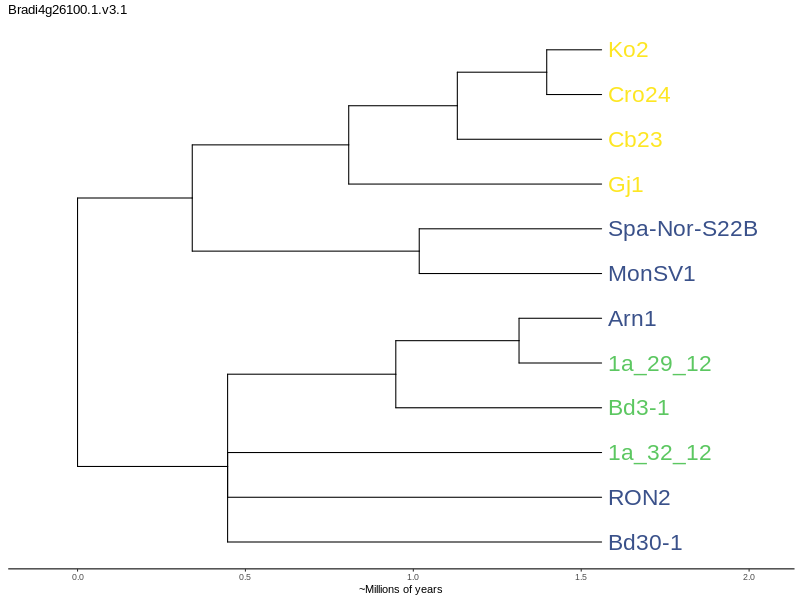 Bradi4g26100.1.v3.1
Ko2
Cro24
Cb23
Gj1
Spa-Nor-S22B
MonSV1
Arn1
1a_29_12
Bd3-1
1a_32_12
RON2
Bd30-1
0.0 0.5 1.0 1.5 2.0
~Millions of years